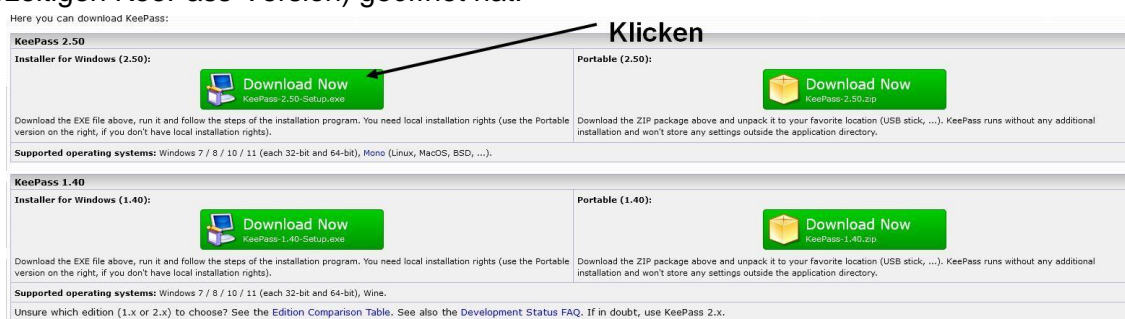 zeitigen KeePass-Version) geöffnet hat.
Here you can download KeePass:
Klicken
KeePass 2.50
Installer for Windows (2.50):
Download Now
KeePass-2.50-Setup.exe
Download the EXE file above, run it and follow the steps of the installation program. You need local installation rights (use the Portable
version on the right, if you don't have local installation rights).
Portable (2.50):
Download Now
KeePass-2.50.zip
Download the ZIP package above and unpack it to your favorite location (USB stick, ...). KeePass runs without any additional
installation and won't store any settings outside the application directory.
Supported operating systems: Windows 7 / 8 / 10 / 11 (each 32-bit and 64-bit), Mono (Linux, MacOS, BSD, ...).
KeePass 1.40
Installer for Windows (1.40):
Download Now
KeePass-1.40-Setup.exe
Download the EXE file above, run it and follow the steps of the installation program. You need local installation rights (use the Portable
version on the right, if you don't have local installation rights).
Portable (1.40):
Download Now
KeePass-1.40.zip
Download the ZIP package above and unpack it to your favorite location (USB stick, ...). KeePass runs without any additional
installation and won't store any settings outside the application directory.
Supported operating systems: Windows 7 / 8 / 10 / 11 (each 32-bit and 64-bit), Wine.
Unsure which edition (1.x or 2.x) to choose? See the Edition Comparison Table. See also the Development Status FAQ. If in doubt, use KeePass 2.x.